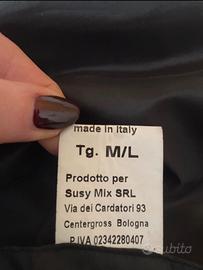 made in Italy
Tg. M/L
Prodotto per
Susy Mix SRL
Via dei Cardatori 93
Centergross Bologna
P.IVA 02342280407
subito